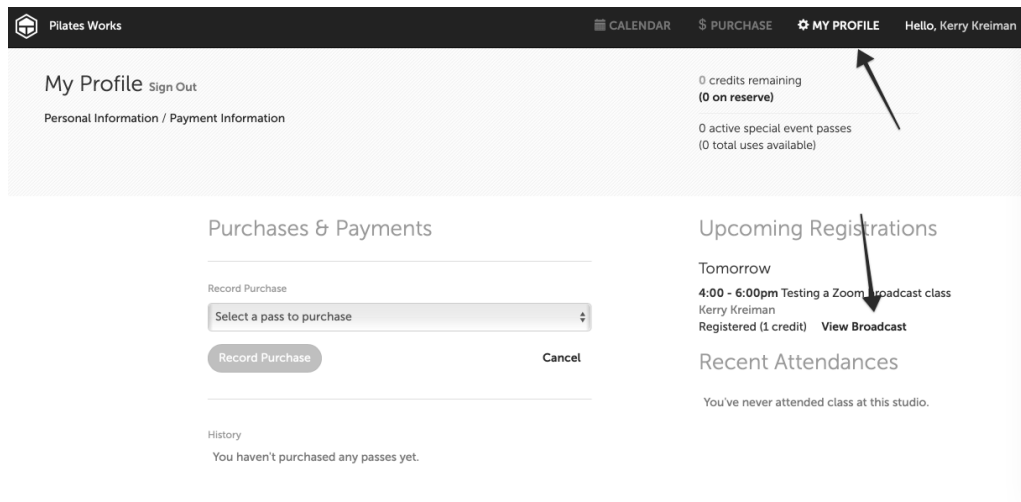 Pilates Works
CALENDAR
$ PURCHASE
MY PROFILE
Hello, Kerry Kreiman
My Profile Sign Out
Personal Information / Payment Information
0 credits remaining
(0 on reserve)
0 active special event passes
(0 total uses available)
Purchases & Payments
Record Purchase
Select a pass to purchase
Record Purchase
Cancel
History
You haven't purchased any passes yet.
Upcoming Registrations
Tomorrow
4:00 - 6:00pm Testing a Zoom broadcast class
Kerry Kreiman
Registered (1 credit) View Broadcast
Recent Attendances
You've never attended class at this studio.